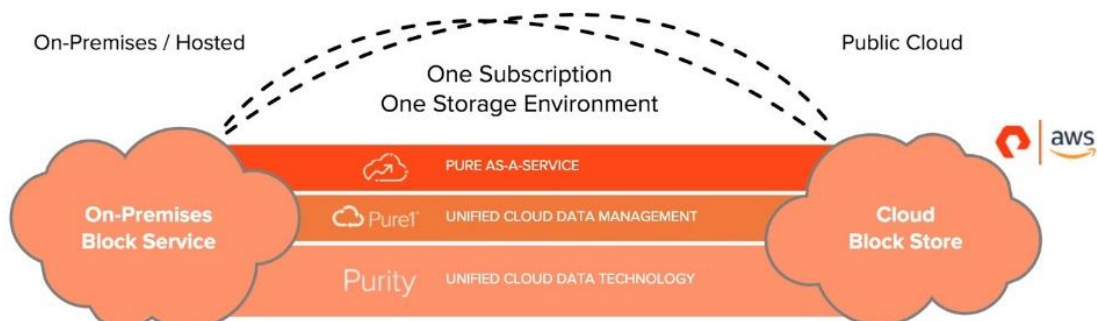 On-Premises / Hosted
Public Cloud
One Subscription
One Storage Environment
aws
PURE AS-A-SERVICE
On-Premises
Block Service
Pure1®
UNIFIED CLOUD DATA MANAGEMENT
Cloud
Block Store
Purity
UNIFIED CLOUD DATA TECHNOLOGY